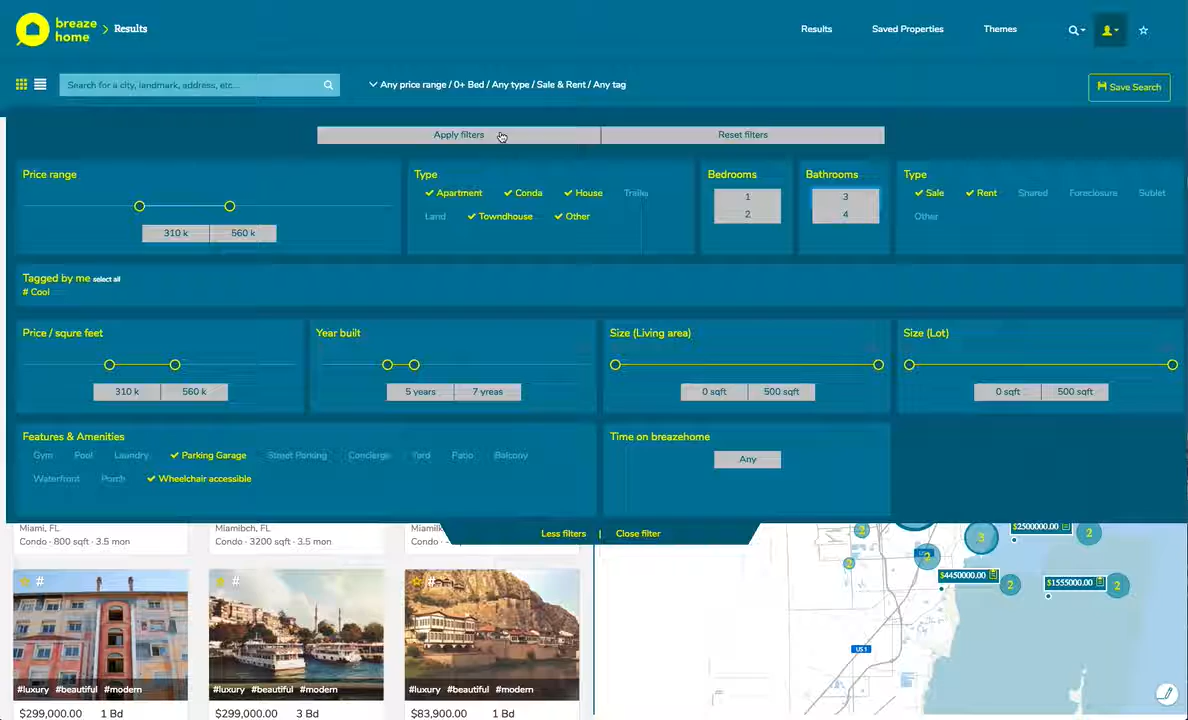 breaze
home
Results
Results
Saved Properties
Themes
Search for a city, landmark, address, etc...
Any price range / 0+ Bed / Any type / Sale & Rent / Any tag
Save Search
Apply filters
Reset filters
Price range
310 k 560 k
Type
Apartment Conda House Trailer
Land Towndhouse Other
Bedrooms
1
2
Bathrooms
3
4
Type
Sale Rent Shared Foreclosure Sublet
Other
Tagged by me select all
# Cool
Price / squre feet
310 k 560 k
Year built
5 years 7 yreas
Size (Living area)
0 sqft 500 sqft
Size (Lot)
0 sqft 500 sqft
Features & Amenities
Gym Pool Laundry Parking Garage Street Parking Concierge Yard Patio Balcony
Waterfront Porch Wheelchair accessible
Time on breazehome
Any
Less filters | Close filter
Miami, FL
Condo · 800 sqft · 3.5 mon
Miamibch, FL
Condo · 3200 sqft · 3.5 mon
Miami
Condo
#luxury #beautiful #modern
$299,000.00 1 Bd
#luxury #beautiful #modern
$299,000.00 3 Bd
#luxury #beautiful #modern
$83,900.00 1 Bd
2
3
$2500000.00
2
2
2
$4450000.00
2
$1555000.00
2
US 1